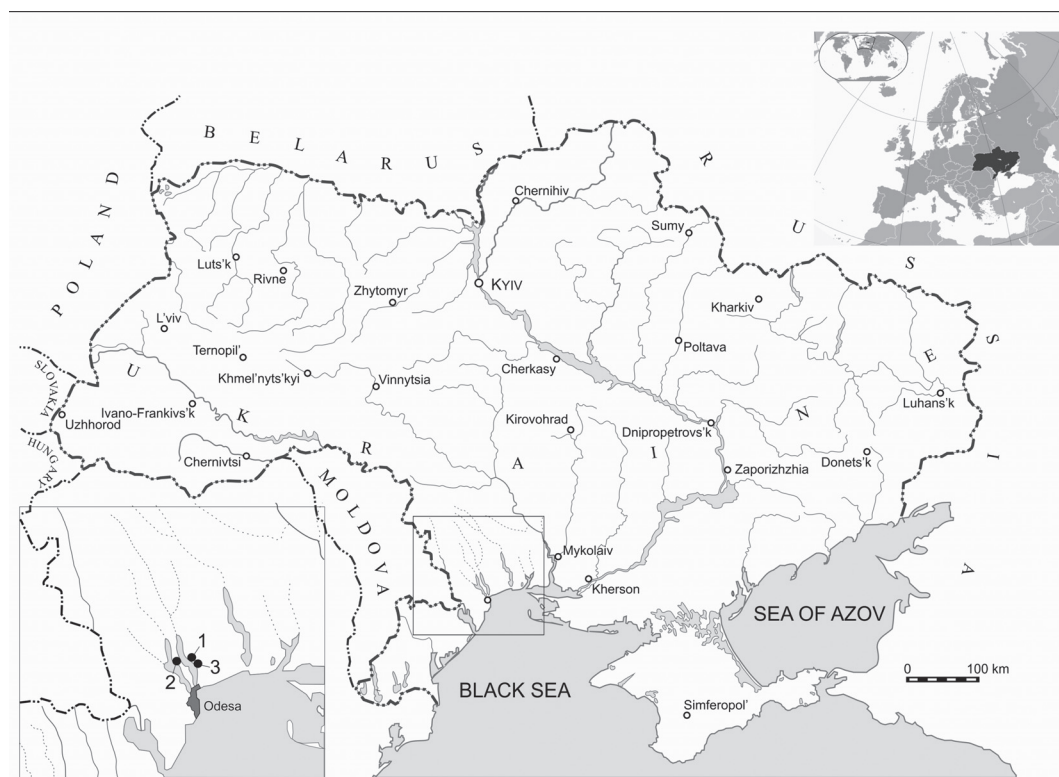 BELARUS
POLAND
RUSSIA
Chernihiv
Sumy
Luts'k
Rivne
KYIV
Zhytomyr
Kharkiv
L'viv
Ternopil'
Poltava
Khmel'nyts'kyi
Vinnytsia
Cherkasy
SLOVAKIA
UKRAINE
Luhans'k
Uzhhorod
Ivano-Frankivs'k
Kirovohrad
Dnipropetrovs'k
HUNGARY
Chernivtsi
Donets'k
Zaporizhzhia
MOLDOVA
Mykolaiv
Kherson
SEA OF AZOV
1
3
2
0 100 km
BLACK SEA
Odesa
Simferopol'